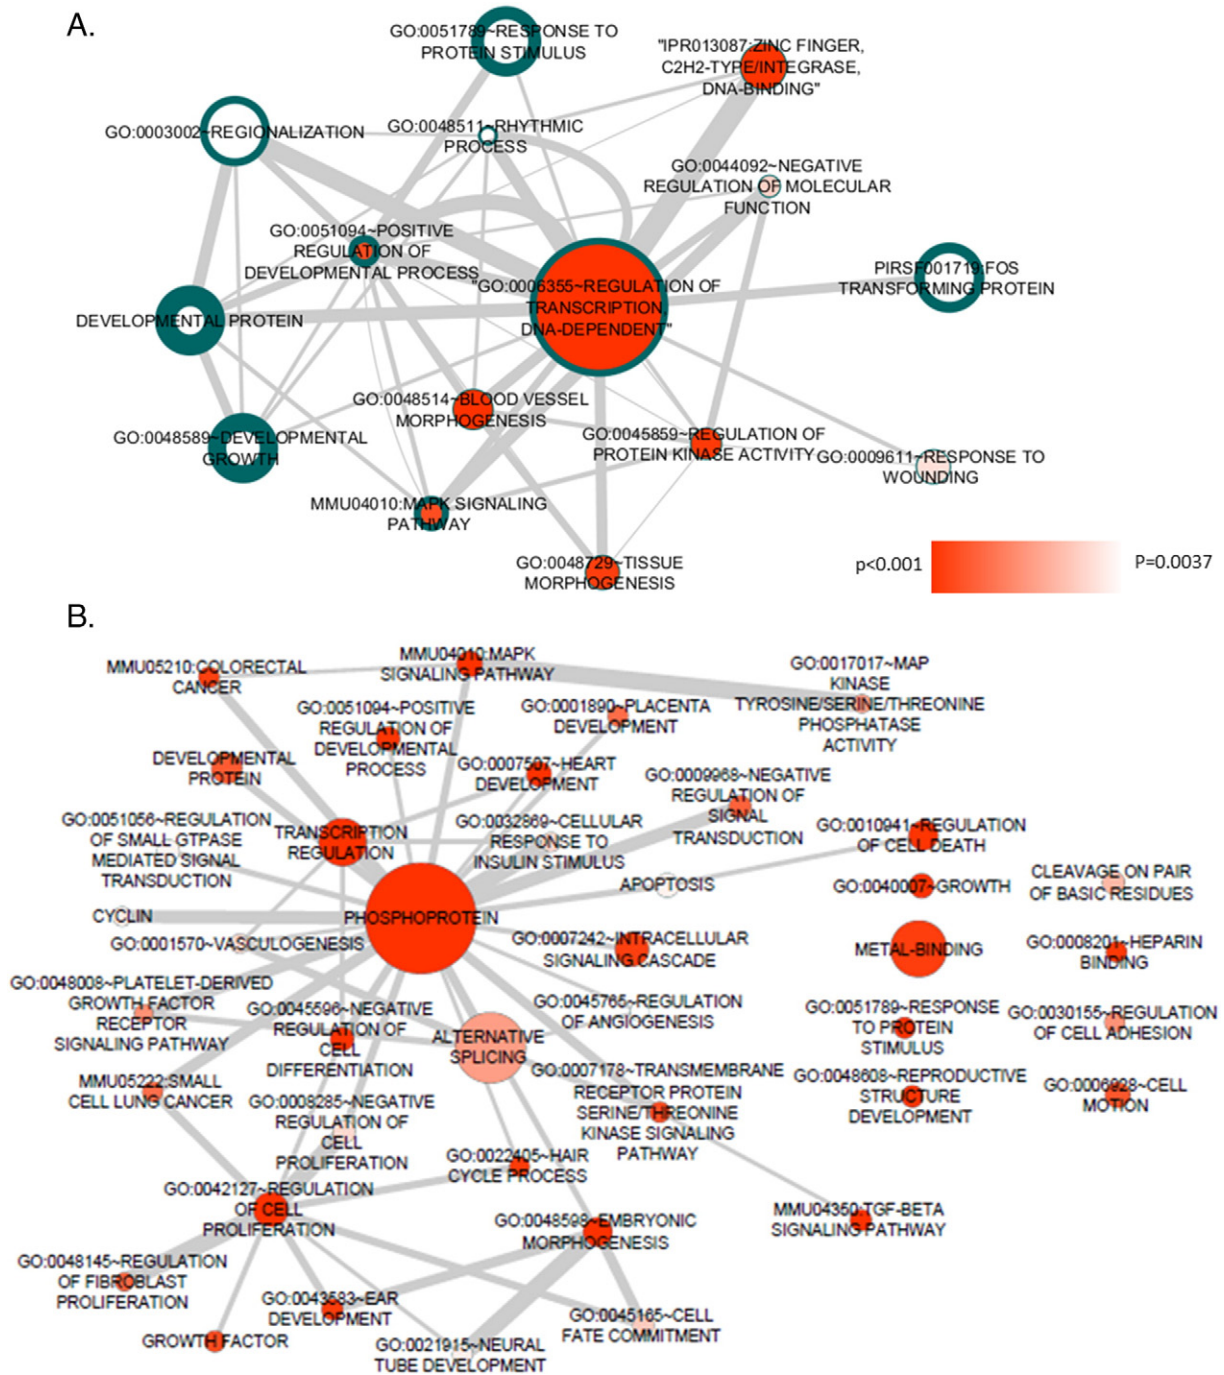 A.
GO:0051789~RESPONSE TO
PROTEIN STIMULUS
"IPR013087:ZINC FINGER,
C2H2-TYPE/INTEGRASE,
DNA-BINDING"
GO:0003002~REGIONALIZATION
GO:0048511~RHYTHMIC
PROCESS
GO:0044092~NEGATIVE
REGULATION OF MOLECULAR
FUNCTION
GO:0051094~POSITIVE
REGULATION OF
DEVELOPMENTAL PROCESS
"GO:0006355~REGULATION OF
TRANSCRIPTION,
DNA-DEPENDENT"
PIRSF001719:FOS
TRANSFORMING PROTEIN
DEVELOPMENTAL PROTEIN
GO:0048514~BLOOD VESSEL
MORPHOGENESIS
GO:0048589~DEVELOPMENTAL
GROWTH
GO:0045859~REGULATION OF
PROTEIN KINASE ACTIVITY
GO:0009611~RESPONSE TO
WOUNDING
MMU04010:MAPK SIGNALING
PATHWAY
GO:0048729~TISSUE
MORPHOGENESIS
p<0.001
P=0.0037
B.
MMU05210:COLORECTAL
CANCER
MMU04010:MAPK
SIGNALING PATHWAY
GO:0017017~MAP
KINASE
TYROSINE/SERINE/THREONINE
PHOSPHATASE
ACTIVITY
GO:0051094~POSITIVE
REGULATION OF
DEVELOPMENTAL
PROCESS
GO:0001890~PLACENTA
DEVELOPMENT
DEVELOPMENTAL
PROTEIN
GO:0007507~HEART
DEVELOPMENT
GO:0009968~NEGATIVE
REGULATION OF
SIGNAL
TRANSDUCTION
GO:0051056~REGULATION
OF SMALL GTPASE
MEDIATED SIGNAL
TRANSDUCTION
TRANSCRIPTION
REGULATION
GO:0032869~CELLULAR
RESPONSE TO
INSULIN STIMULUS
GO:0010941~REGULATION
OF CELL DEATH
APOPTOSIS
GO:0040007~GROWTH
CLEAVAGE ON PAIR
OF BASIC RESIDUES
CYCLIN
PHOSPHOPROTEIN
GO:0001570~VASCULOGENESIS
GO:0007242~INTRACELLULAR
SIGNALING CASCADE
METAL-BINDING
GO:0008201~HEPARIN
BINDING
GO:0048008~PLATELET-DERIVED
GROWTH FACTOR
RECEPTOR
SIGNALING PATHWAY
GO:0045596~NEGATIVE
REGULATION OF
CELL
DIFFERENTIATION
ALTERNATIVE
SPLICING
GO:0045765~REGULATION
OF ANGIOGENESIS
GO:0051789~RESPONSE
TO PROTEIN
STIMULUS
GO:0030155~REGULATION
OF CELL ADHESION
MMU05222:SMALL
CELL LUNG CANCER
GO:0008285~NEGATIVE
REGULATION OF
CELL
PROLIFERATION
GO:0007178~TRANSMEMBRANE
RECEPTOR PROTEIN
SERINE/THREONINE
KINASE SIGNALING
PATHWAY
GO:0048608~REPRODUCTIVE
STRUCTURE
DEVELOPMENT
GO:0006928~CELL
MOTION
GO:0022405~HAIR
CYCLE PROCESS
GO:0042127~REGULATION
OF CELL
PROLIFERATION
GO:0048598~EMBRYONIC
MORPHOGENESIS
MMU04350:TGF-BETA
SIGNALING PATHWAY
GO:0048145~REGULATION
OF FIBROBLAST
PROLIFERATION
GO:0043583~EAR
DEVELOPMENT
GO:0045165~CELL
FATE COMMITMENT
GROWTH FACTOR
GO:0021915~NEURAL
TUBE DEVELOPMENT